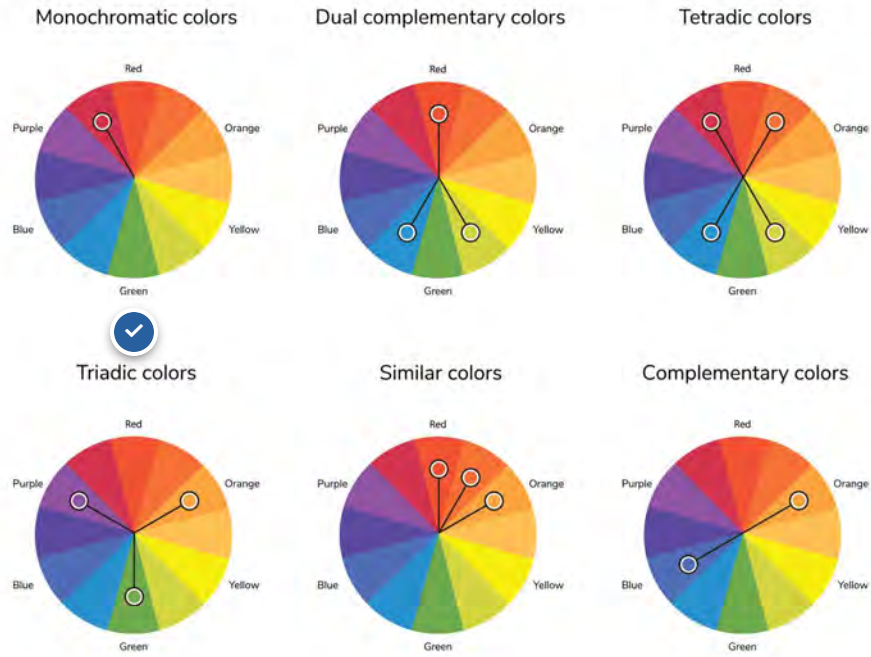 Monochromatic colors
Dual complementary colors
Tetradic colors
Red
Purple
Orange
Blue
Yellow
Green
Red
Purple
Orange
Blue
Yellow
Green
Red
Purple
Orange
Blue
Yellow
Green
Triadic colors
Similar colors
Complementary colors
Red
Purple
Orange
Blue
Yellow
Green
Red
Purple
Orange
Blue
Yellow
Green
Red
Purple
Orange
Blue
Yellow
Green